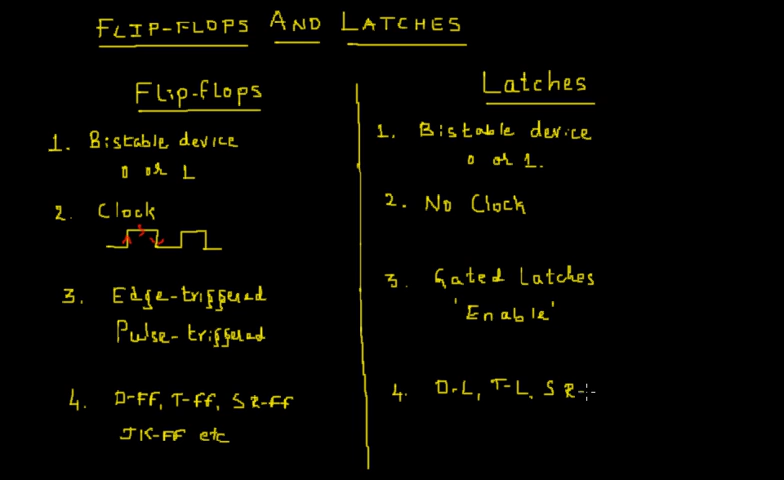 FLIP-FLOPS AND LATCHES
Flip-flops
1. Bistable device
0 or 1
2. Clock
3. Edge-triggered
Pulse-triggered
4. D-FF, T-ff, SR-FF
JK-FF etc
Latches
1. Bistable device
0 or 1.
2. No Clock
3. Gated Latches
'Enable'
4. D-L, T-L, SR-